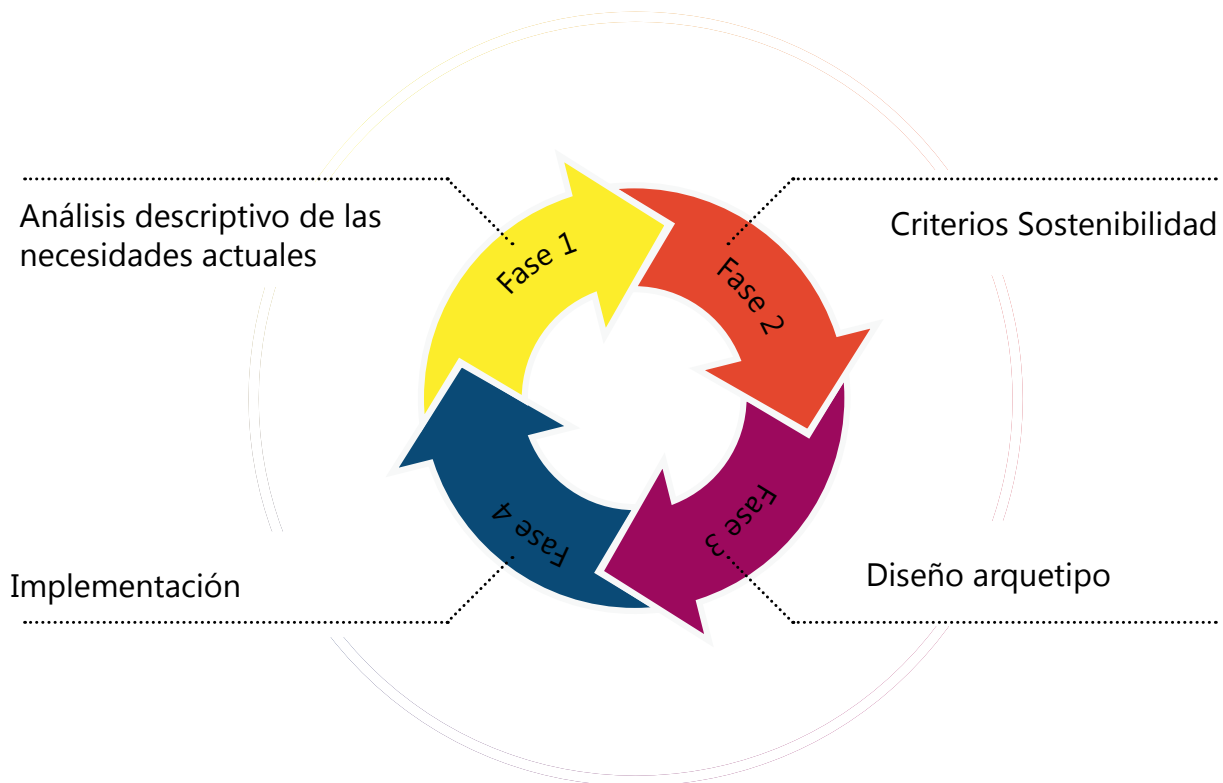 Análisis descriptivo de las
necesidades actuales
Fase 1
Criterios Sostenibilidad
Fase 2
Fase 3
Diseño arquetipo
Fase 4
Implementación